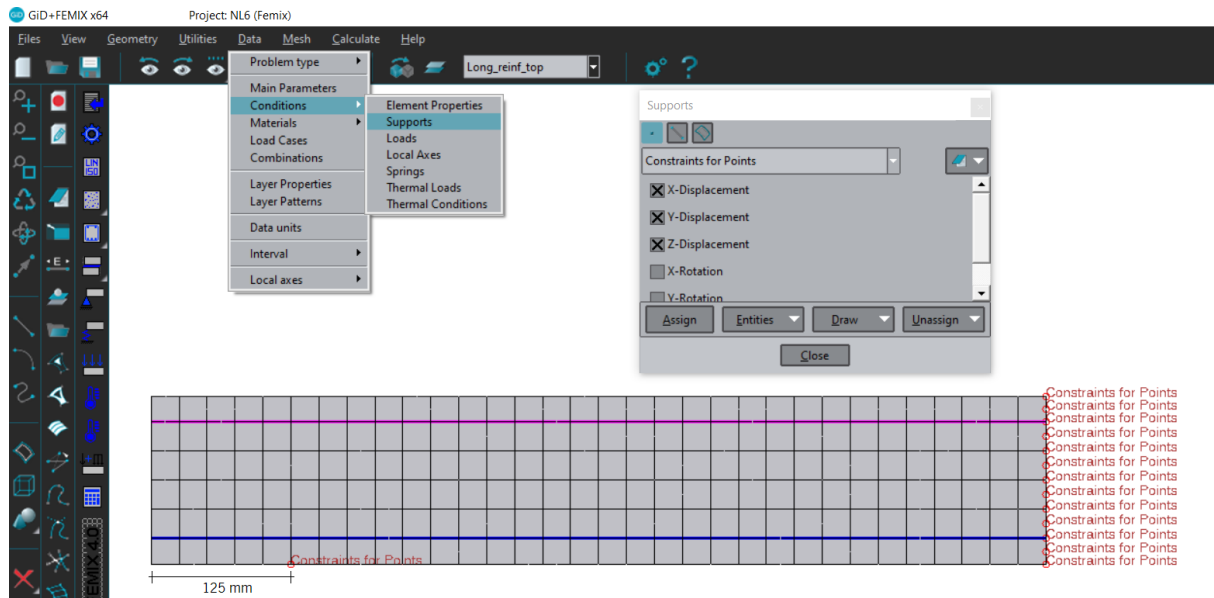 GiD GiD+FEMIX x64 Project: NL6 (Femix)
Files View Geometry Utilities Data Mesh Calculate Help
Long_reinf_top
Problem type
Main Parameters
Conditions
Materials
Load Cases
Combinations
Layer Properties
Layer Patterns
Data units
Interval
Local axes
Element Properties
Supports
Loads
Local Axes
Springs
Thermal Loads
Thermal Conditions
Supports
Constraints for Points
X-Displacement
Y-Displacement
Z-Displacement
X-Rotation
Y-Rotation
Assign Entities Draw Unassign
Close
LIN
ISO
E
FEMIX 4.0
Constraints for Points
Constraints for Points
Constraints for Points
Constraints for Points
Constraints for Points
Constraints for Points
Constraints for Points
Constraints for Points
Constraints for Points
Constraints for Points
Constraints for Points
Constraints for Points
Constraints for Points
Constraints for Points
125 mm